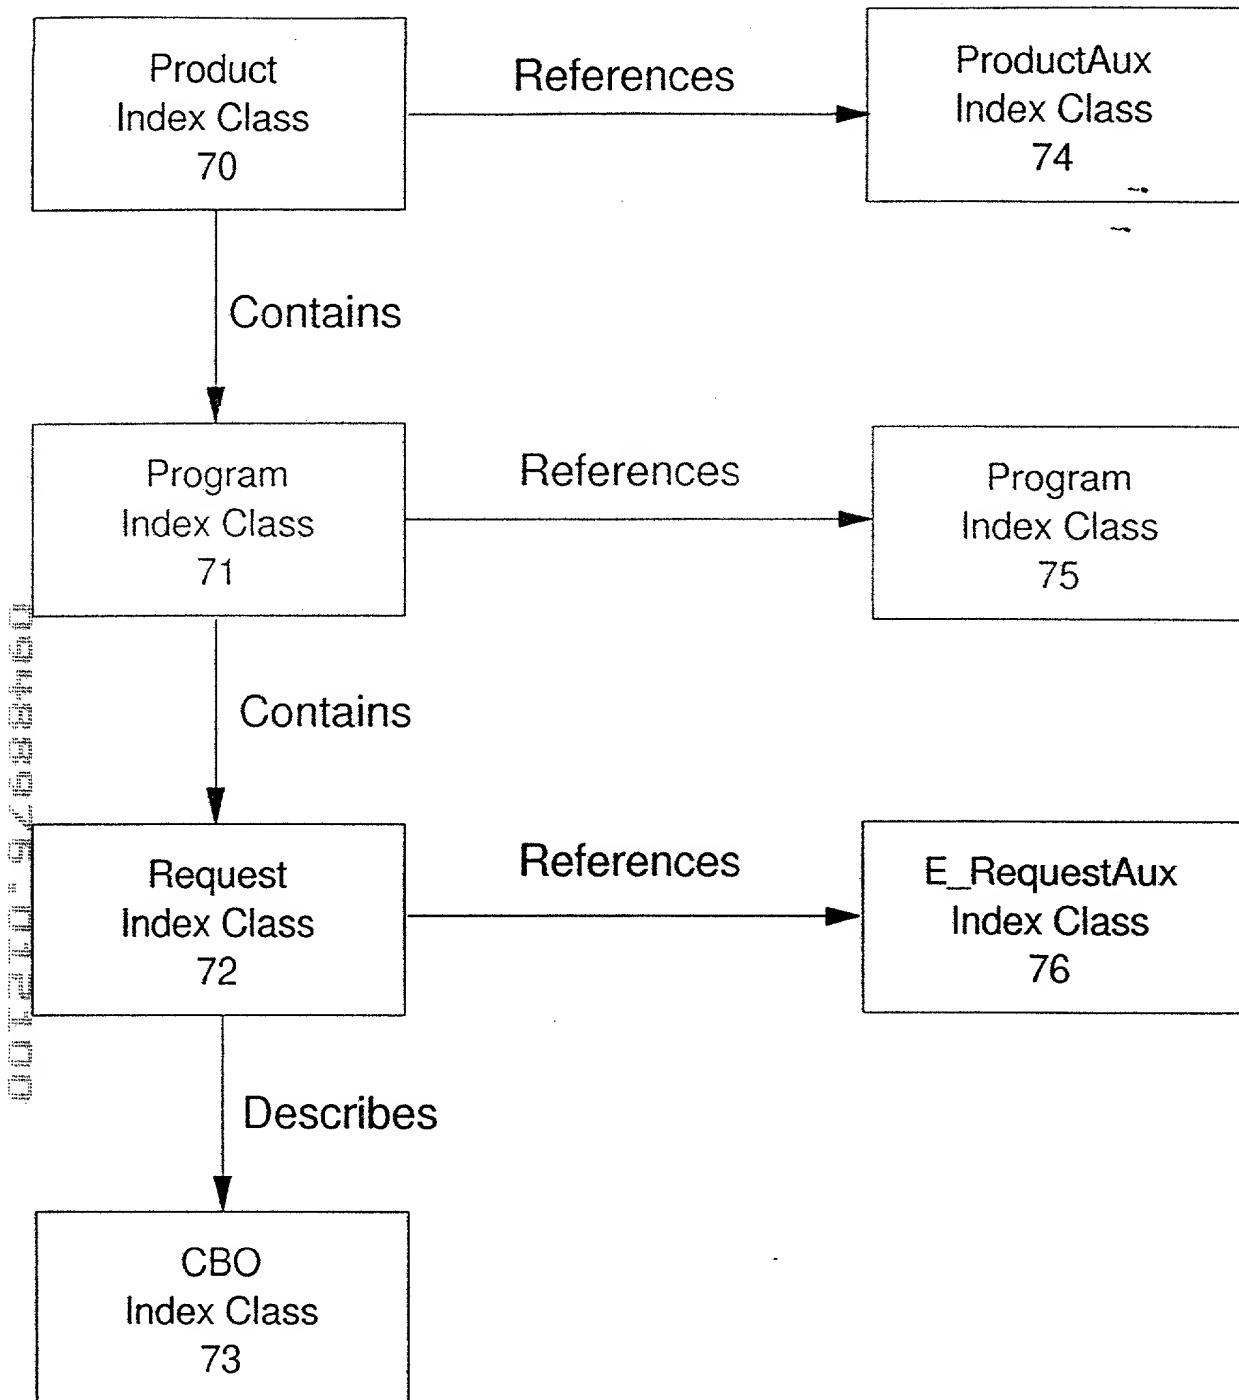 Product
Index Class
70
References
ProductAux
Index Class
74
Contains
Program
Index Class
71
References
Program
Index Class
75
Contains
Request
Index Class
72
References
E_RequestAux
Index Class
76
Describes
CBO
Index Class
73